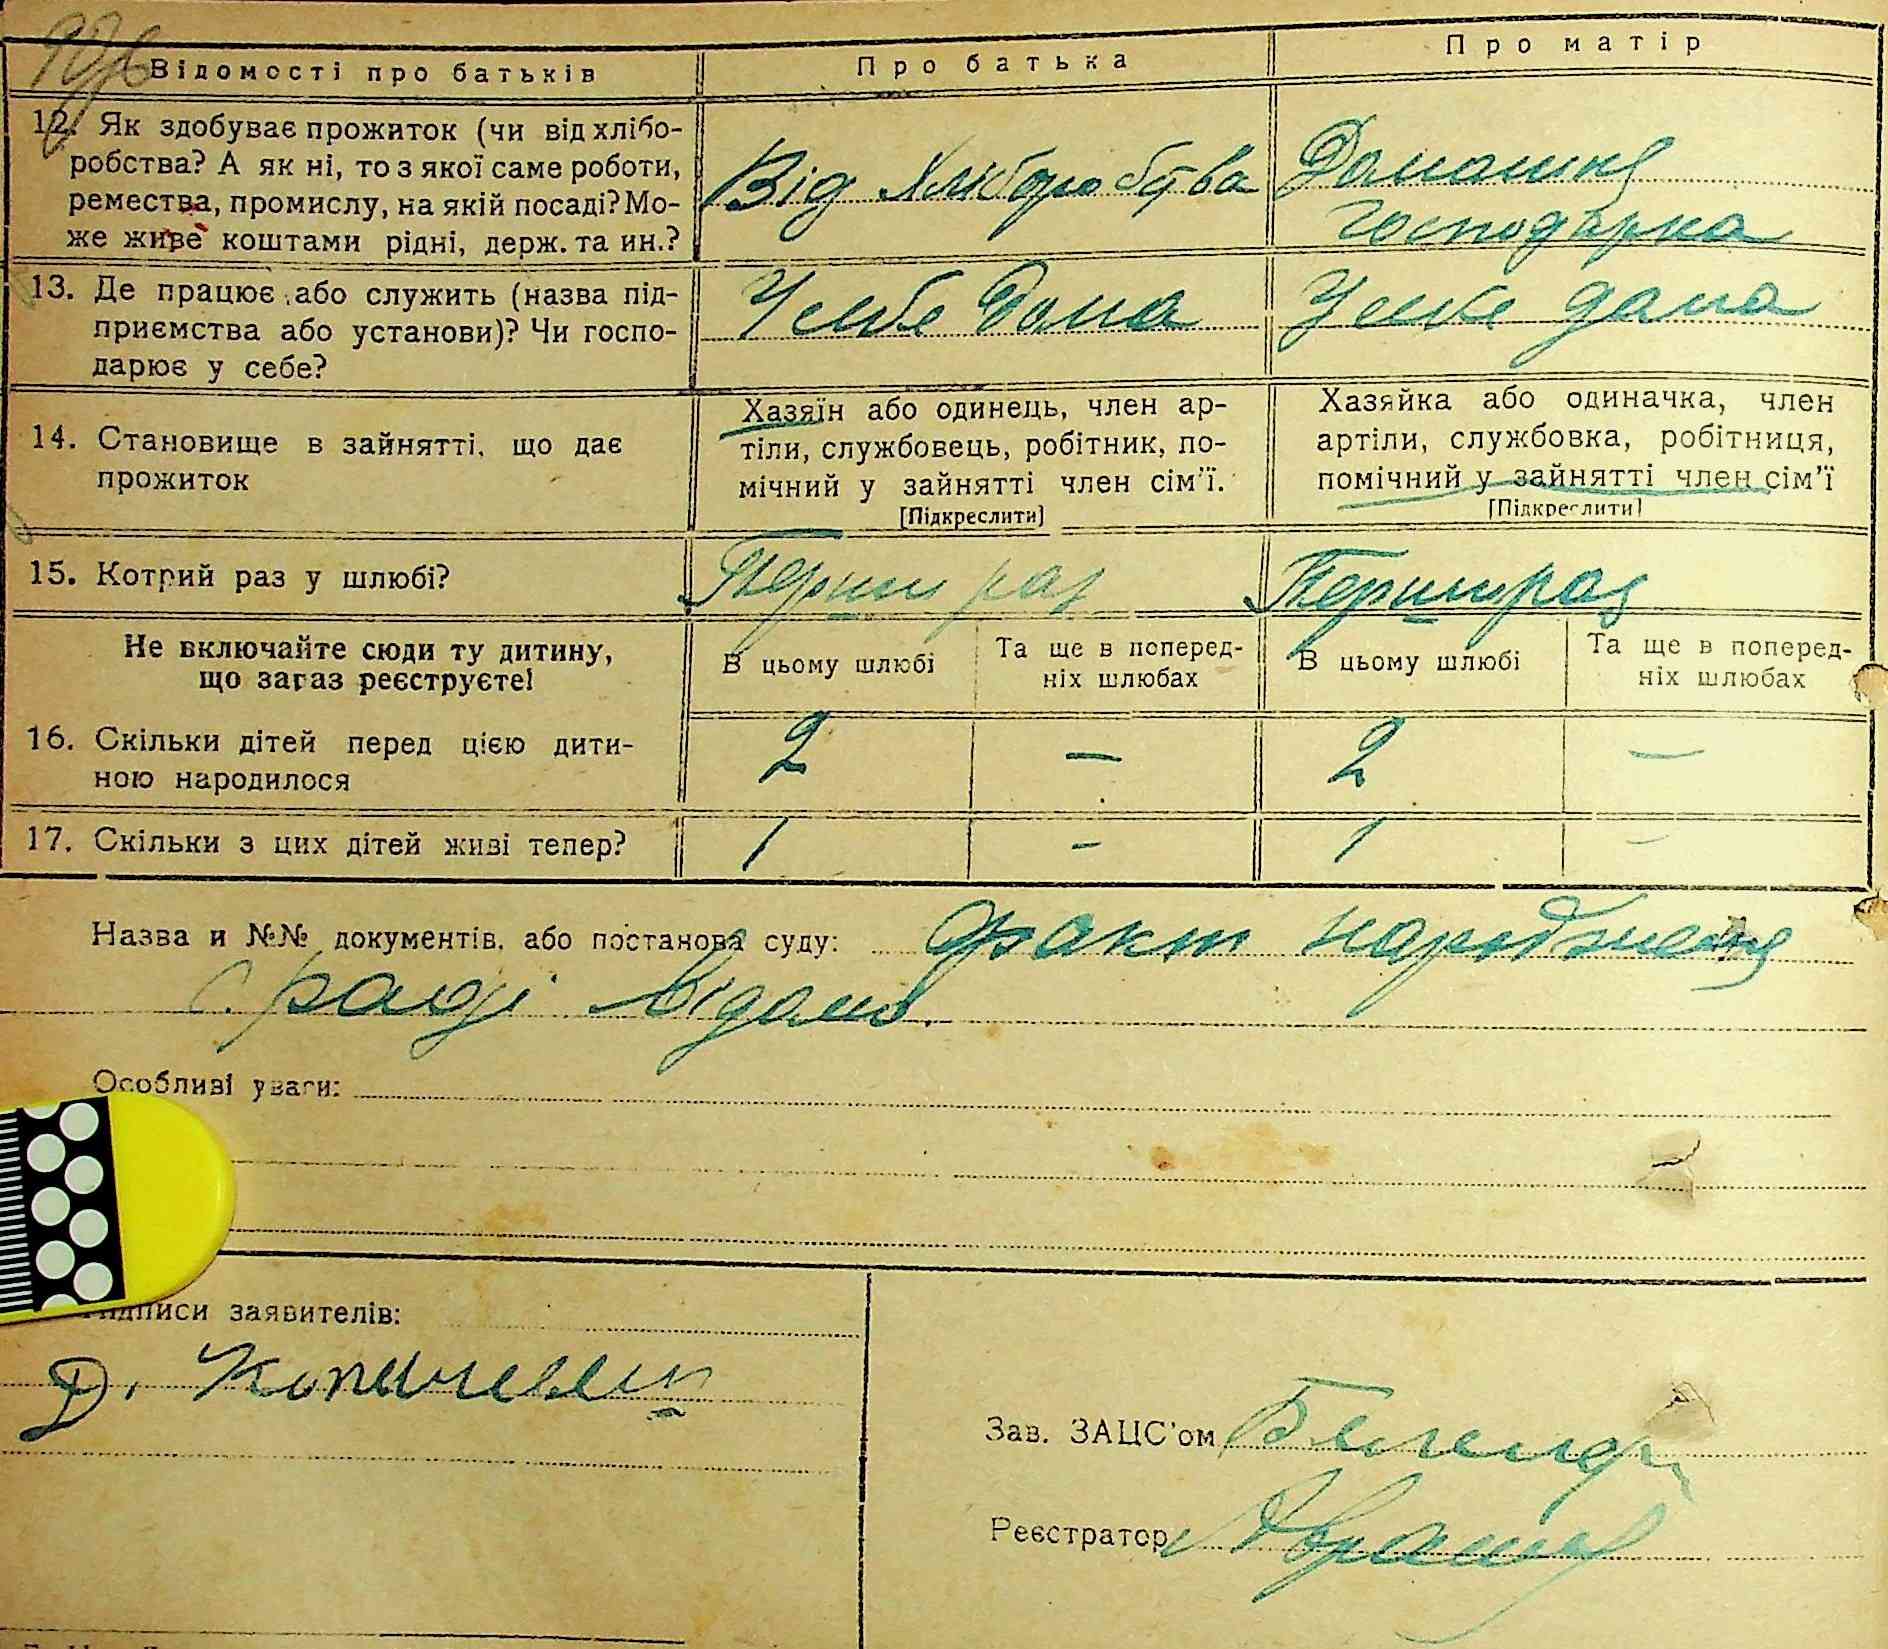 Відомості про батьків
Про батька
Про матір
12. Як здобуває прожиток (чи від хлібо-
робства? А як ні, то з якої саме роботи,
ремества, промислу, на якій посаді? Мо-
же живе коштами рідні, держ. та ин.?
Від хліборобства
Домашня
господарка
13. Де працює або служить (назва під-
приємства або установи)? Чи госпо-
дарює у себе?
У себе дома
У себе дома
14. Становище в зайнятті, що дає
прожиток
Хазяїн або одинець, член ар-
тіли, службовець, робітник, по-
мічний у зайнятті член сім'ї.
[Підкреслити]
Хазяйка або одиначка, член
артіли, службовка, робітниця,
помічний у зайнятті член сім'ї
[Підкреслити]
15. Котрий раз у шлюбі?
Перший раз
Перший раз
Не включайте сюди ту дитину,
що зараз реєструєте!
В цьому шлюбі
Та ще в поперед-
ніх шлюбах
В цьому шлюбі
Та ще в поперед-
ніх шлюбах
16. Скільки дітей перед цією дити-
ною народилося
2
—
2
—
17. Скільки з цих дітей живі тепер?
1
-
1
-
Назва и №№ документів, або постанова суду: факт народження
с. раді відомо.
Особливі уваги:
Підписи заявителів:
Д.
Зав. ЗАЦС'ом
Реєстратор